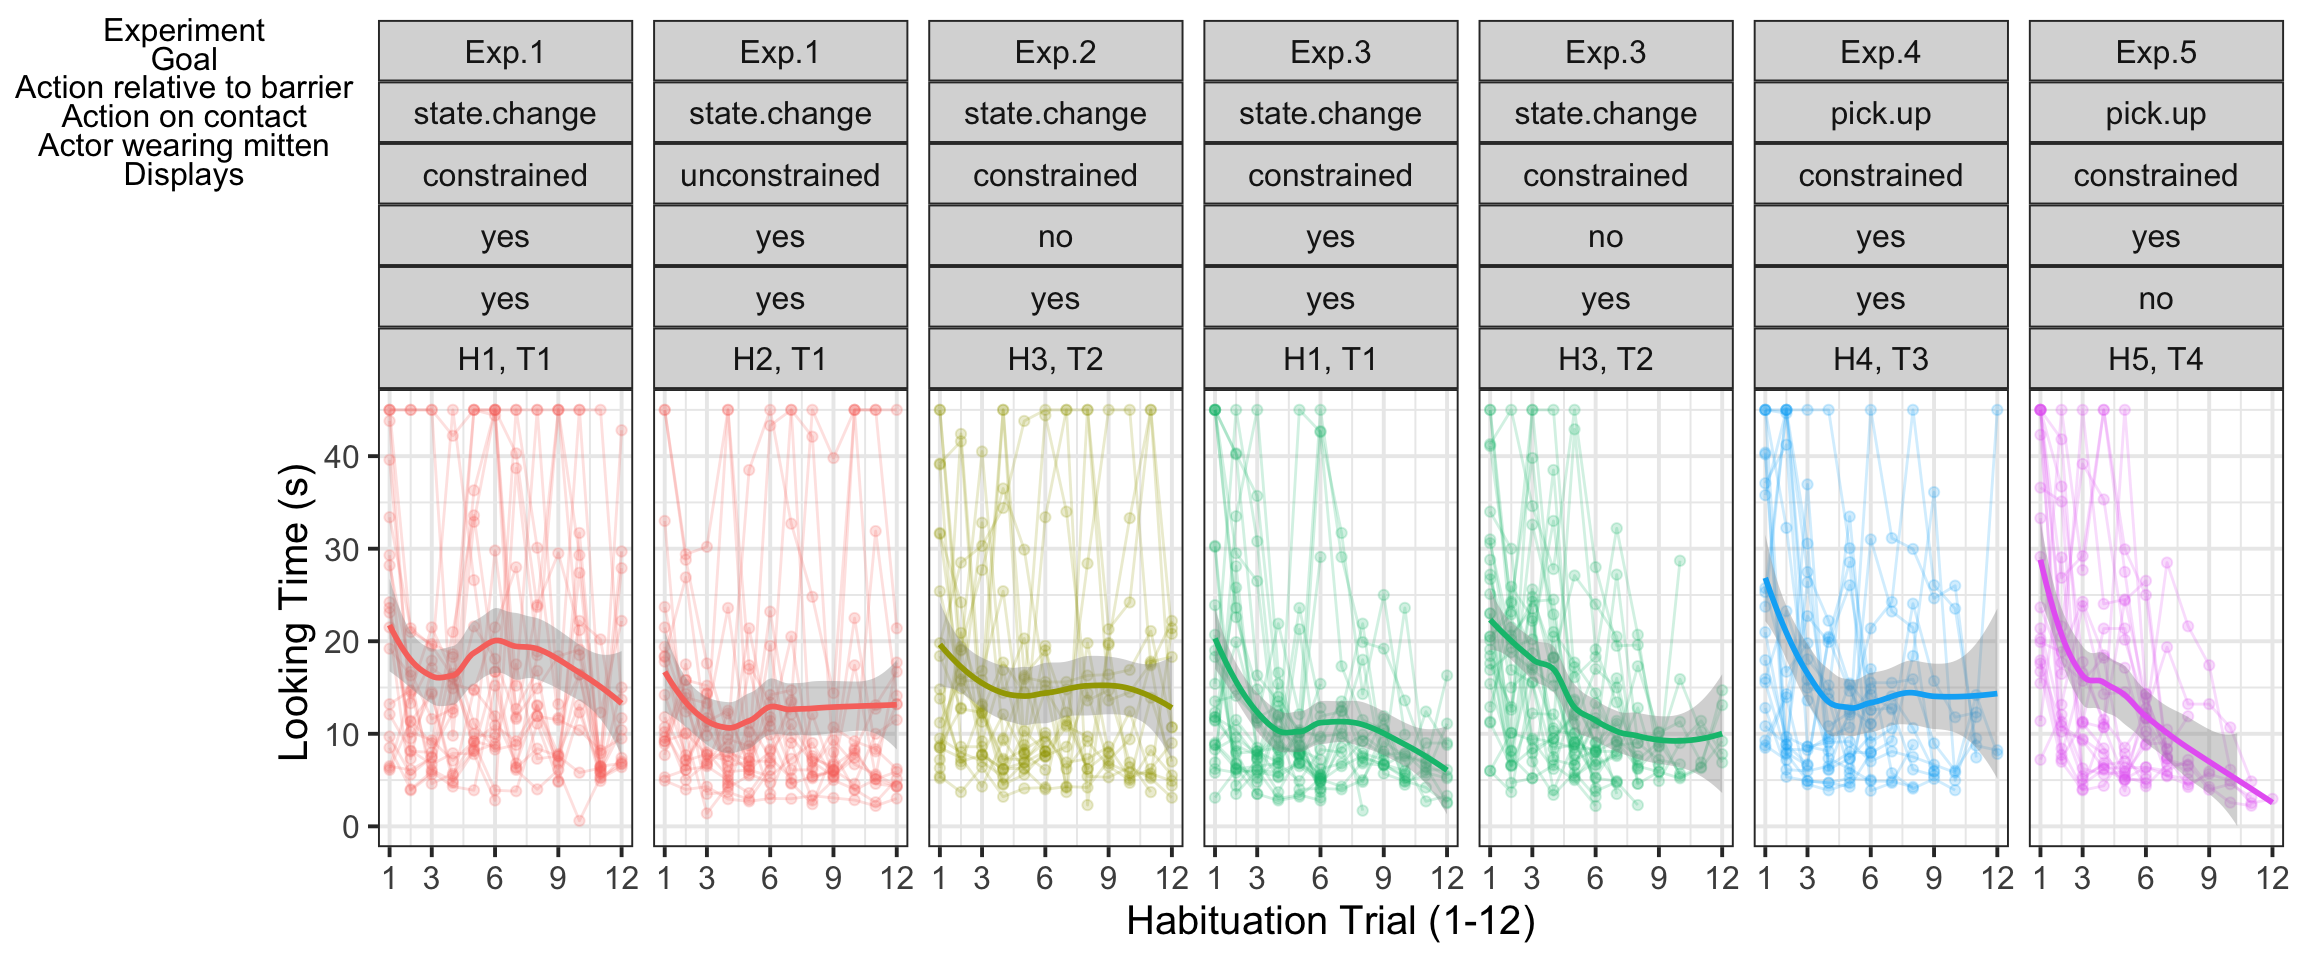 Experiment
Goal
Action relative to barrier
Action on contact
Actor wearing mitten
Displays
Exp.1 Exp.1 Exp.2 Exp.3 Exp.3 Exp.4 Exp.5
state.change state.change state.change state.change state.change pick.up pick.up
constrained unconstrained constrained constrained constrained constrained constrained
yes yes no yes no yes yes
yes yes yes yes yes yes no
H1, T1 H2, T1 H3, T2 H1, T1 H3, T2 H4, T3 H5, T4
Looking Time (s)
40
30
20
10
0
1 3 6 9 12 1 3 6 9 12 1 3 6 9 12 1 3 6 9 12 1 3 6 9 12 1 3 6 9 12 1 3 6 9 12
Habituation Trial (1-12)